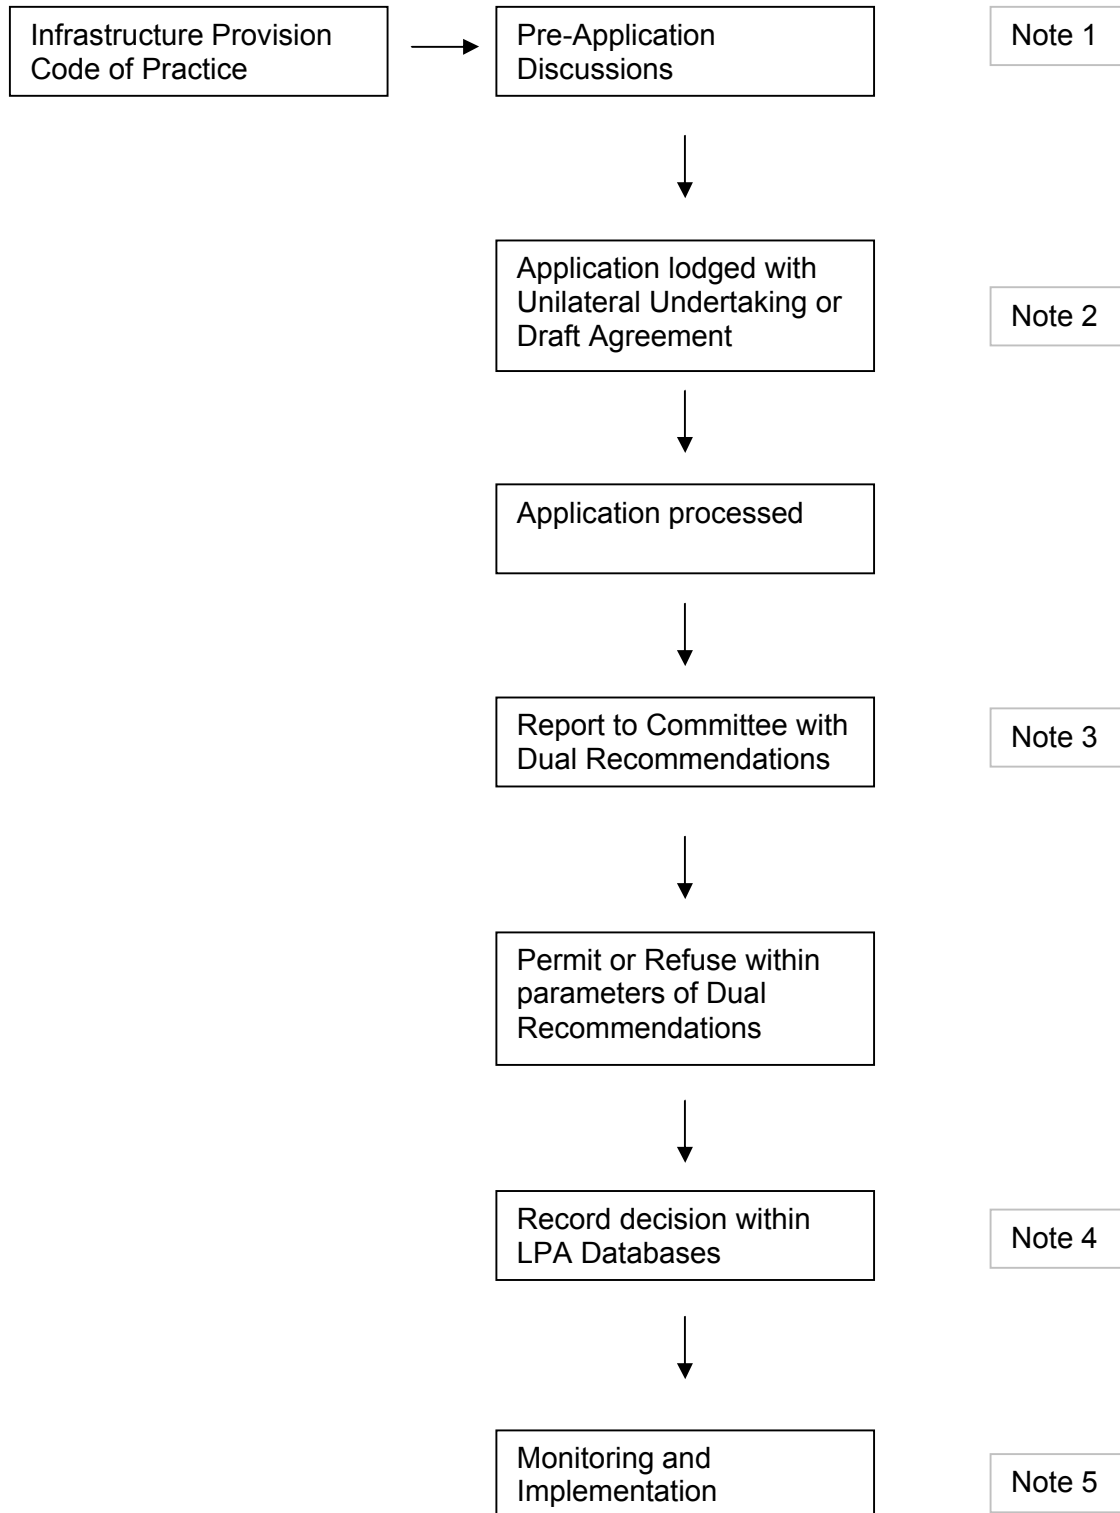 Infrastructure Provision
Code of Practice
Pre-Application
Discussions
Note 1
Application lodged with
Unilateral Undertaking or
Draft Agreement
Note 2
Application processed
Report to Committee with
Dual Recommendations
Note 3
Permit or Refuse within
parameters of Dual
Recommendations
Record decision within
LPA Databases
Note 4
Monitoring and
Implementation
Note 5